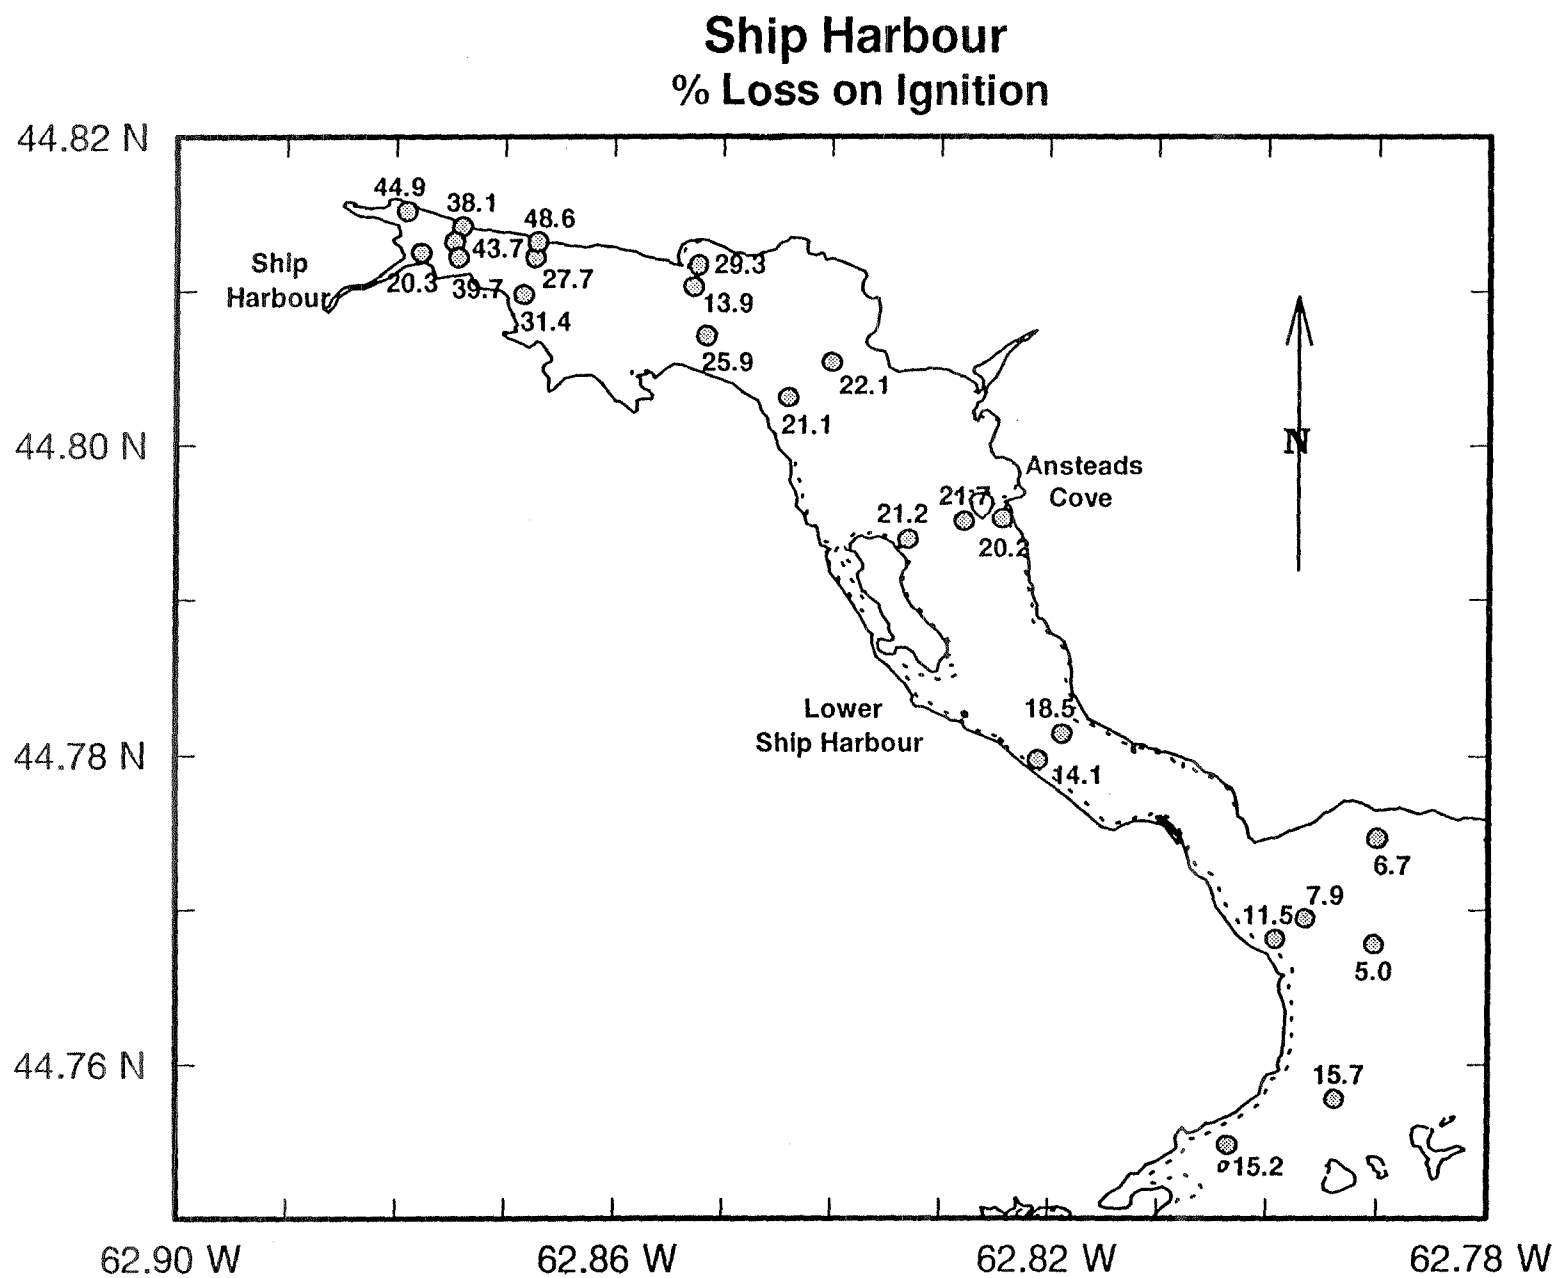 Ship Harbour
% Loss on Ignition
44.82 N
44.9
38.1
48.6
43.7
29.3
Ship
Harbour
20.3
39.7
27.7
13.9
31.4
25.9
22.1
21.1
44.80 N
N
Ansteads
Cove
21.7
21.2
20.2
Lower
Ship Harbour
18.5
44.78 N
14.1
6.7
7.9
11.5
5.0
44.76 N
15.7
15.2
62.90 W
62.86 W
62.82 W
62.78 W